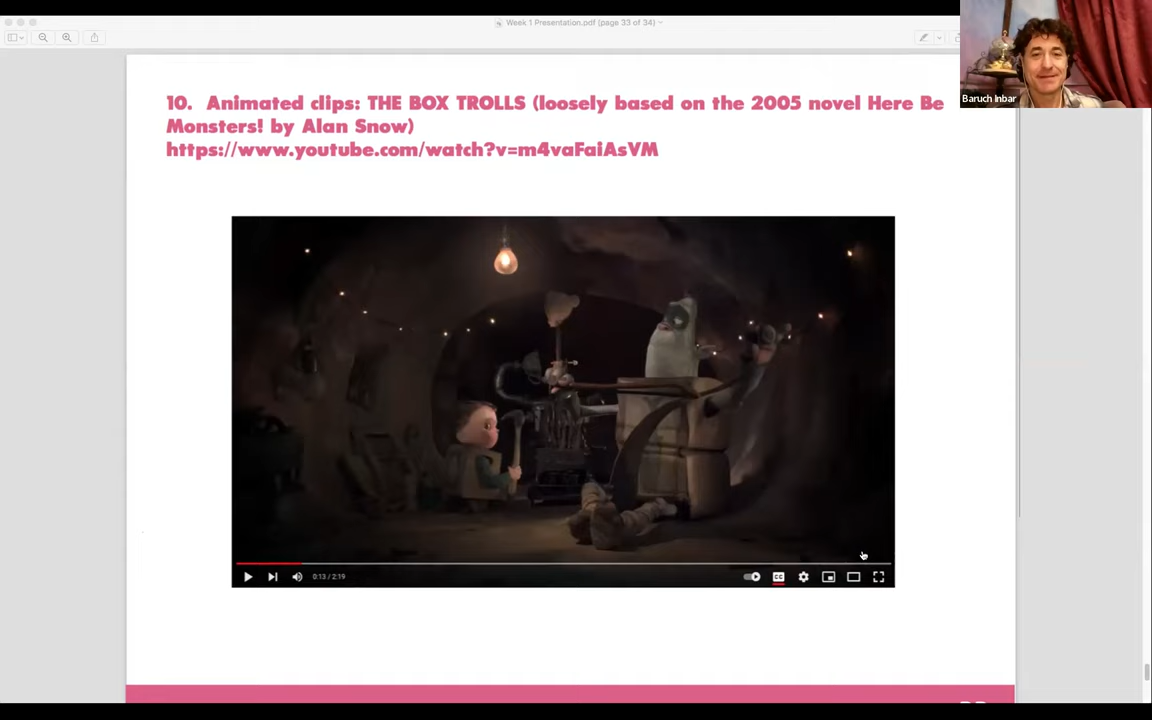 Week 1 Presentation.pdf (page 33 of 34)
Baruch Inbar
10. Animated clips: THE BOX TROLLS (loosely based on the 2005 novel Here Be
Monsters! by Alan Snow)
https://www.youtube.com/watch?v=m4vaFaiAsVM
0:13 / 2:19
CC